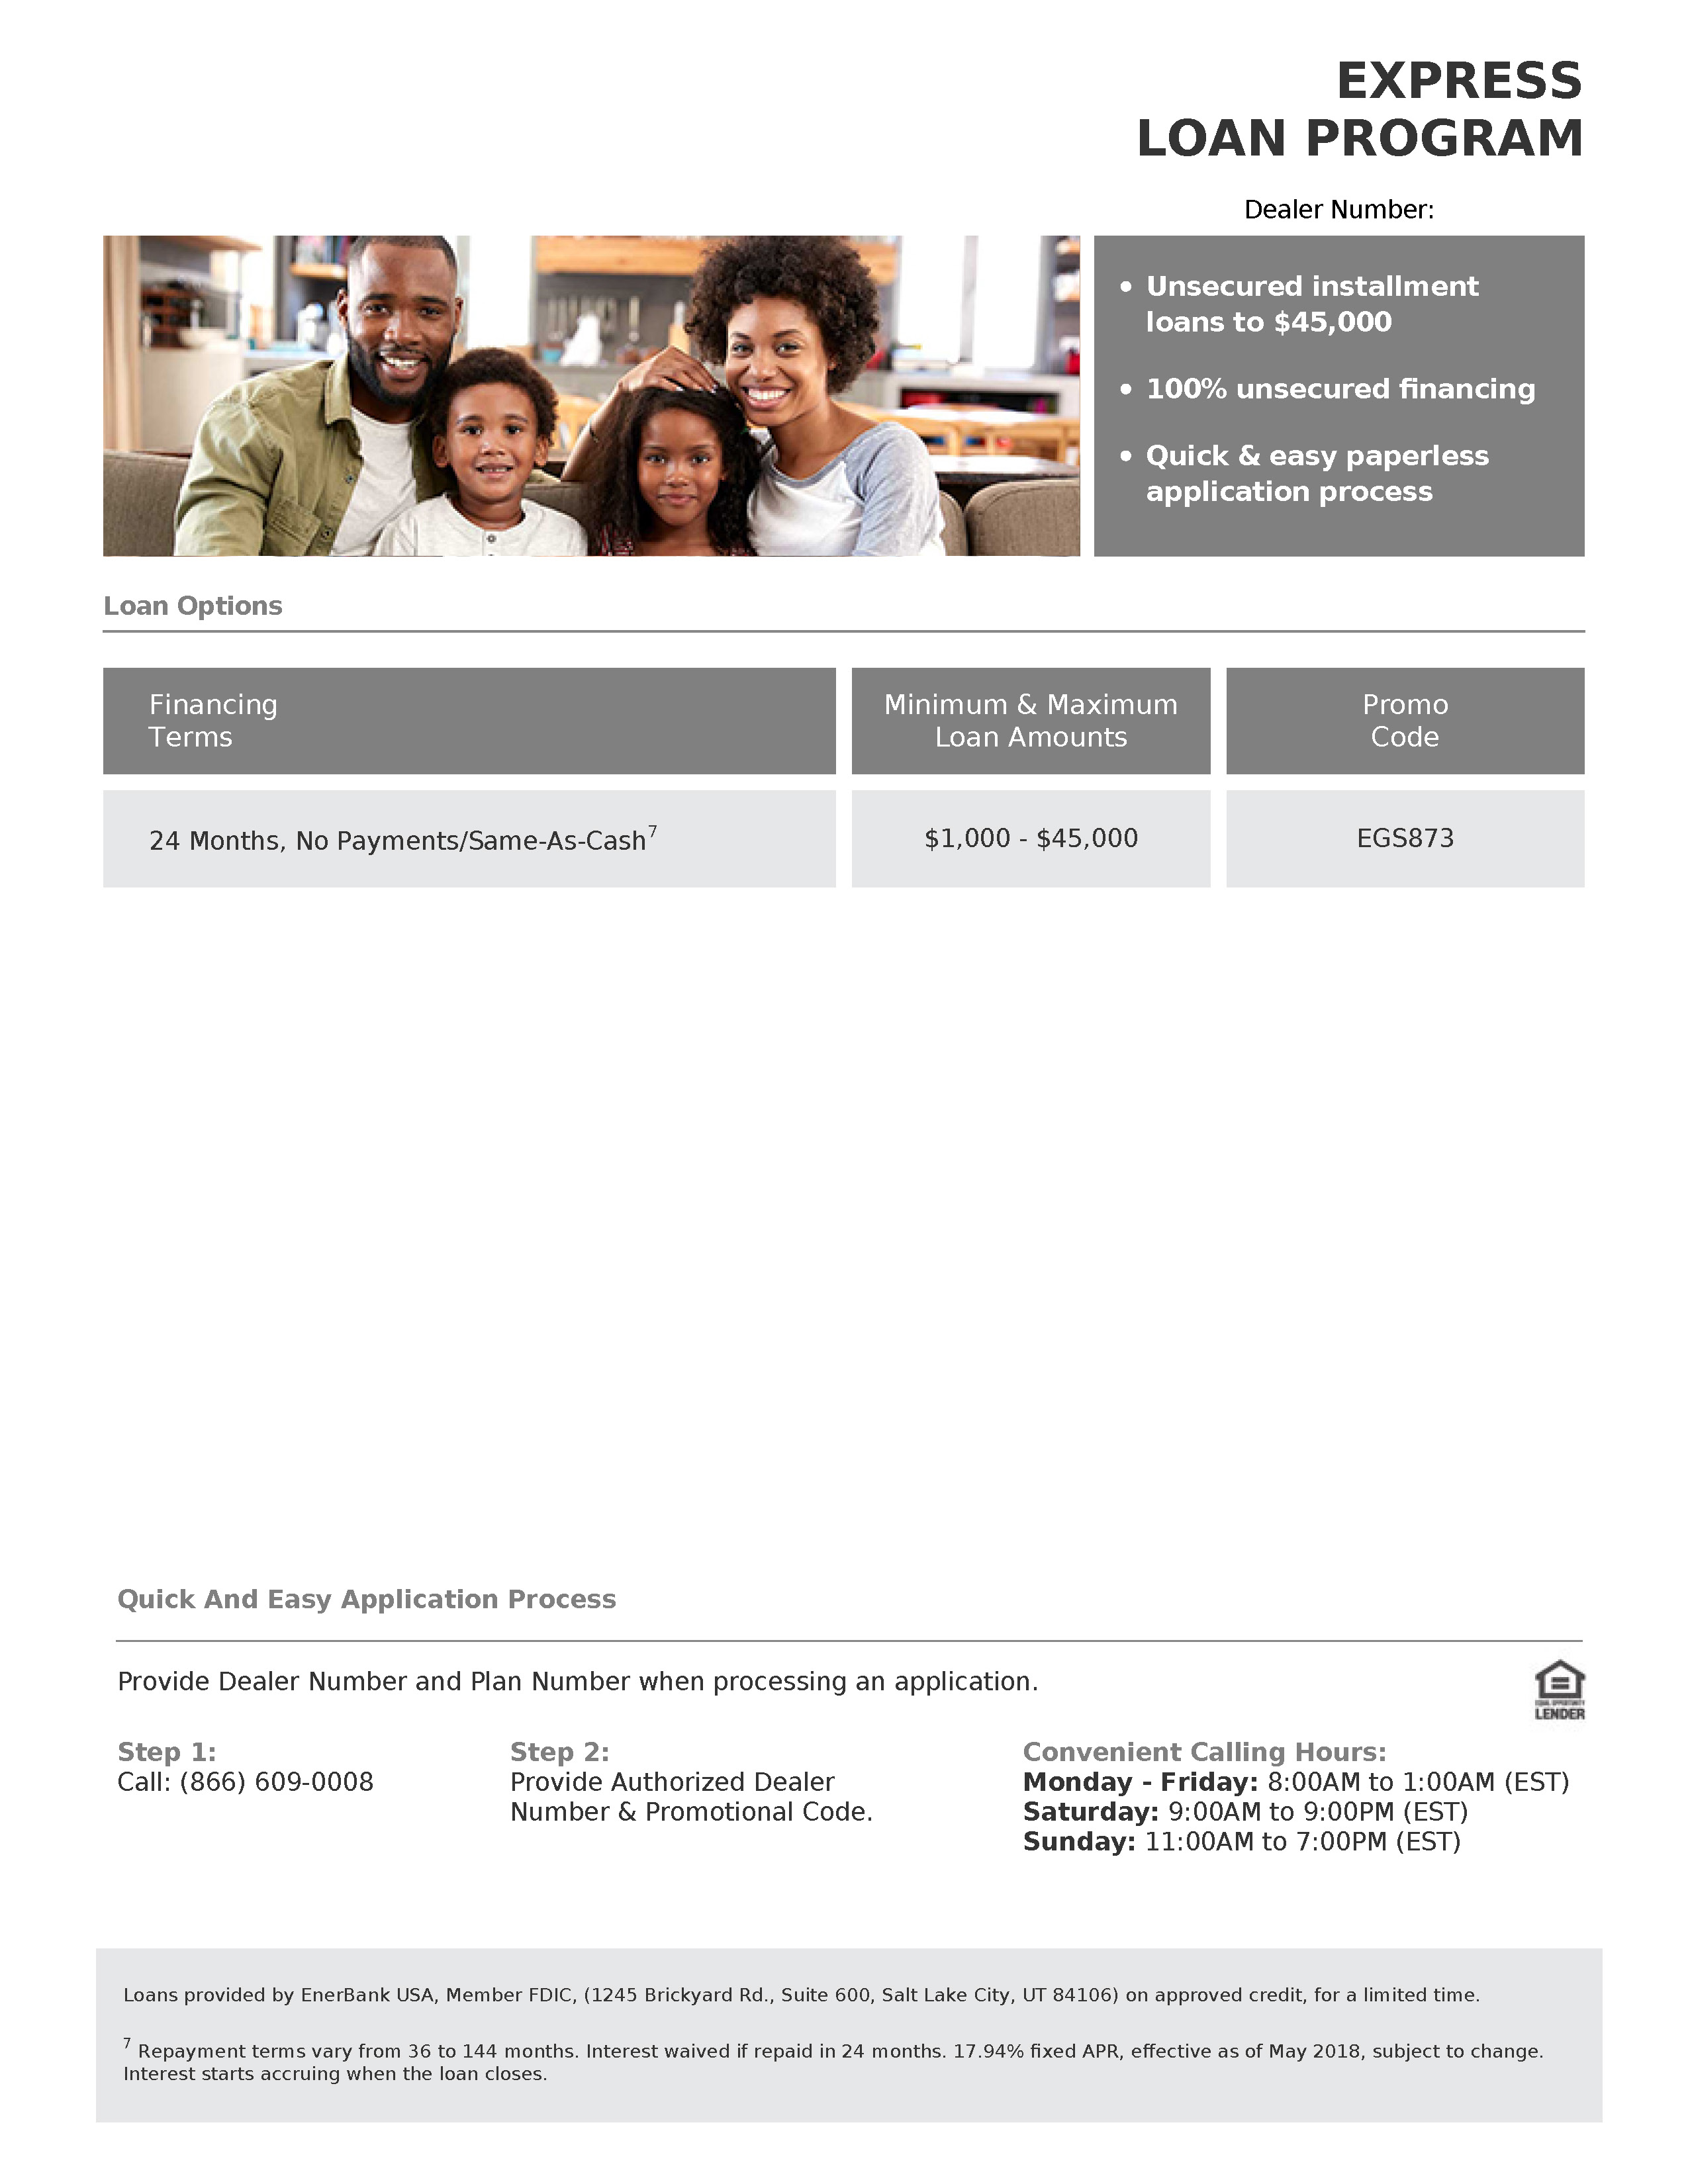 EXPRESS
LOAN PROGRAM
Dealer Number:
• Unsecured installment
loans to $45,000
• 100% unsecured financing
• Quick & easy paperless
application process
Loan Options
Financing
Terms
Minimum & Maximum
Loan Amounts
Promo
Code
24 Months, No Payments/Same-As-Cash⁷
$1,000 - $45,000
EGS873
Quick And Easy Application Process
Provide Dealer Number and Plan Number when processing an application.
EQUAL OPPORTUNITY
LENDER
Step 1:
Call: (866) 609-0008
Step 2:
Provide Authorized Dealer
Number & Promotional Code.
Convenient Calling Hours:
Monday - Friday: 8:00AM to 1:00AM (EST)
Saturday: 9:00AM to 9:00PM (EST)
Sunday: 11:00AM to 7:00PM (EST)
Loans provided by EnerBank USA, Member FDIC, (1245 Brickyard Rd., Suite 600, Salt Lake City, UT 84106) on approved credit, for a limited time.
⁷ Repayment terms vary from 36 to 144 months. Interest waived if repaid in 24 months. 17.94% fixed APR, effective as of May 2018, subject to change.
Interest starts accruing when the loan closes.